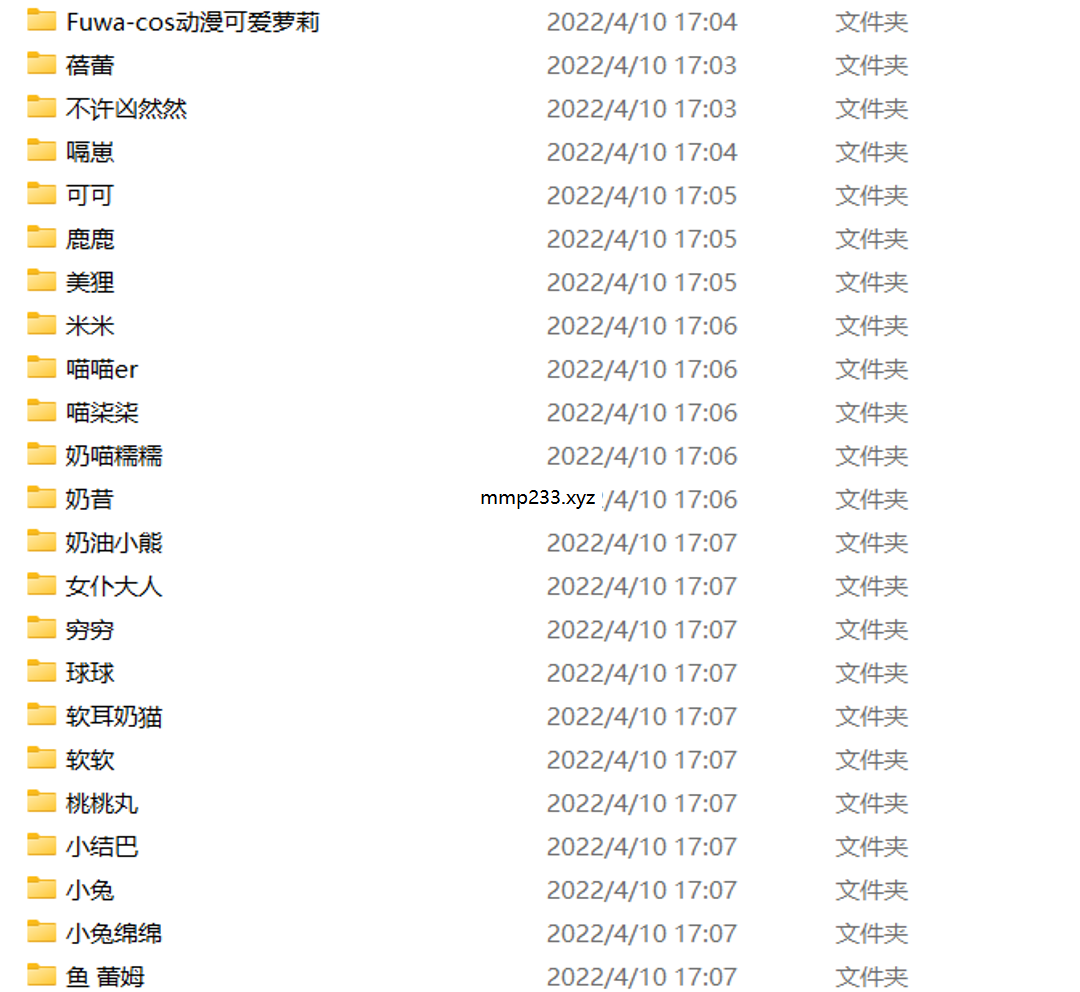 Fuwa-cos动漫可爱萝莉 2022/4/10 17:04 文件夹
蓓蕾 2022/4/10 17:03 文件夹
不许凶然然 2022/4/10 17:03 文件夹
嗝崽 2022/4/10 17:04 文件夹
可可 2022/4/10 17:05 文件夹
鹿鹿 2022/4/10 17:05 文件夹
美狸 2022/4/10 17:05 文件夹
米米 2022/4/10 17:06 文件夹
喵喵er 2022/4/10 17:06 文件夹
喵柒柒 2022/4/10 17:06 文件夹
奶喵糯糯 2022/4/10 17:06 文件夹
奶昔 mmp233.xyz /4/10 17:06 文件夹
奶油小熊 2022/4/10 17:07 文件夹
女仆大人 2022/4/10 17:07 文件夹
穷穷 2022/4/10 17:07 文件夹
球球 2022/4/10 17:07 文件夹
软耳奶猫 2022/4/10 17:07 文件夹
软软 2022/4/10 17:07 文件夹
桃桃丸 2022/4/10 17:07 文件夹
小结巴 2022/4/10 17:07 文件夹
小兔 2022/4/10 17:07 文件夹
小兔绵绵 2022/4/10 17:07 文件夹
鱼 蕾姆 2022/4/10 17:07 文件夹